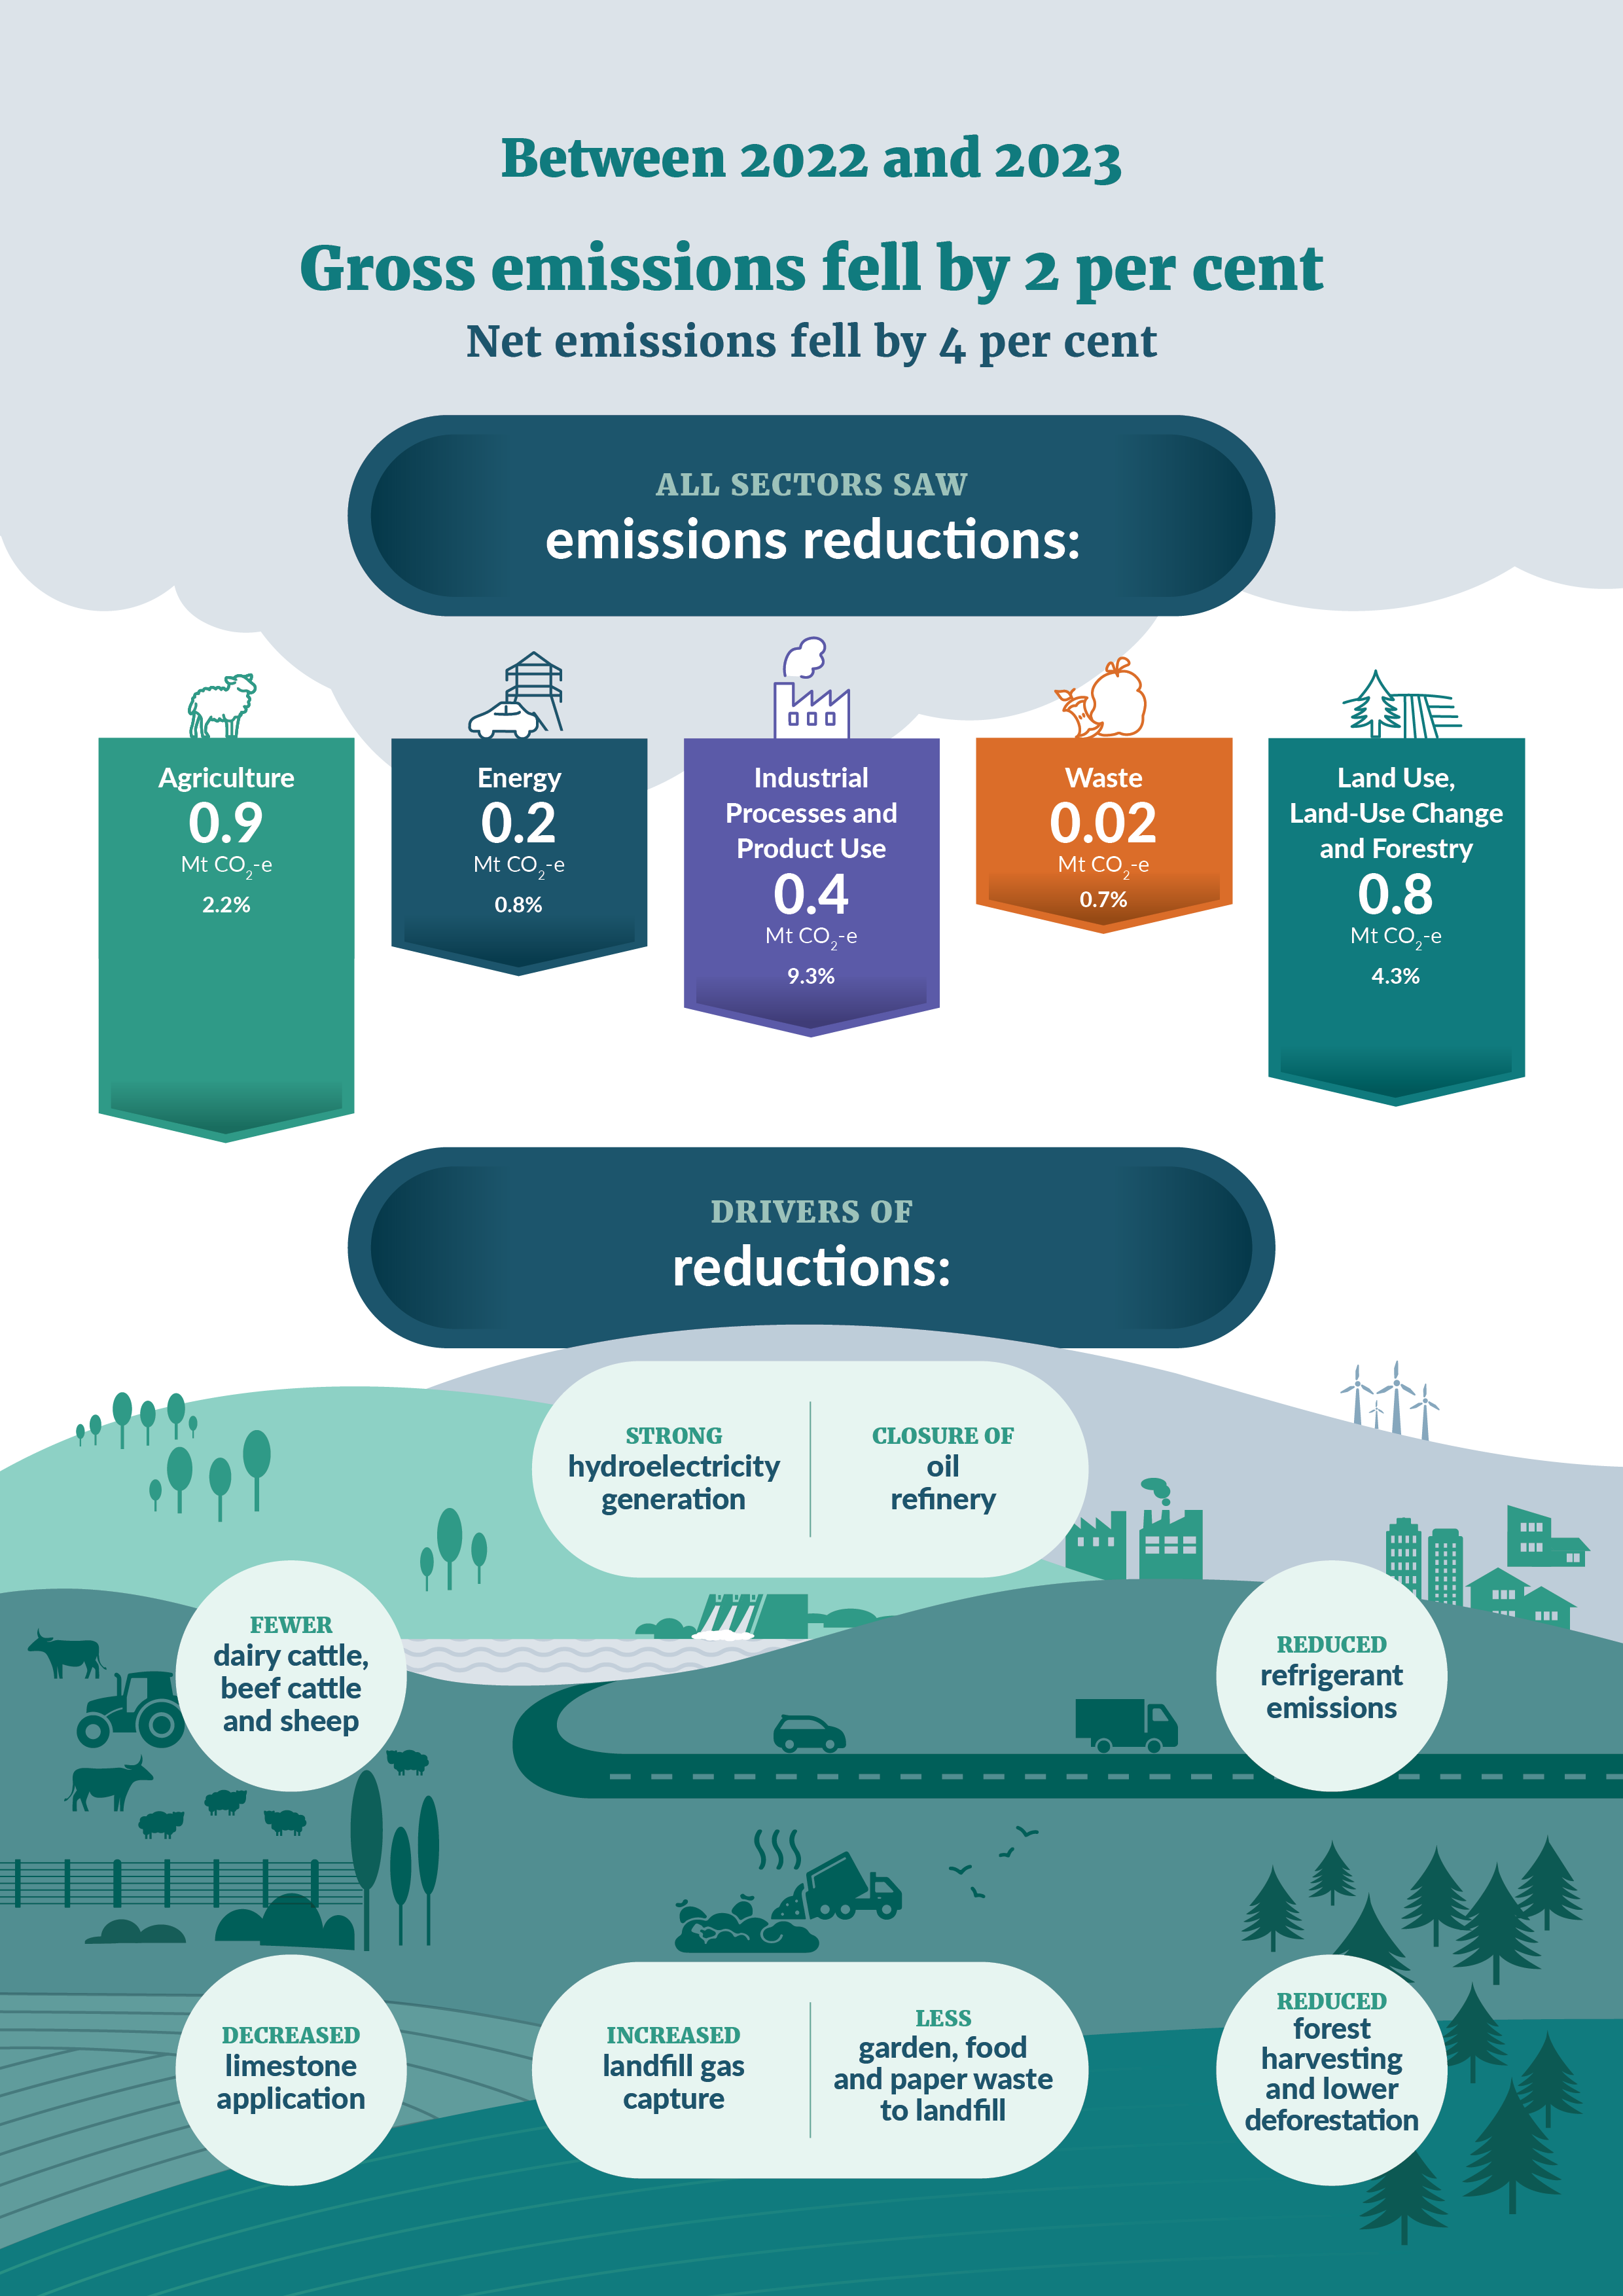 Between 2022 and 2023
Gross emissions fell by 2 per cent
Net emissions fell by 4 per cent
ALL SECTORS SAW
emissions reductions:
Agriculture
0.9
Mt CO₂-e
2.2%
Energy
0.2
Mt CO₂-e
0.8%
Industrial
Processes and
Product Use
0.4
Mt CO₂-e
9.3%
Waste
0.02
Mt CO₂-e
0.7%
Land Use,
Land-Use Change
and Forestry
0.8
Mt CO₂-e
4.3%
DRIVERS OF
reductions:
STRONG
hydroelectricity
generation
CLOSURE OF
oil
refinery
FEWER
dairy cattle,
beef cattle
and sheep
REDUCED
refrigerant
emissions
DECREASED
limestone
application
INCREASED
landfill gas
capture
LESS
garden, food
and paper waste
to landfill
REDUCED
forest
harvesting
and lower
deforestation